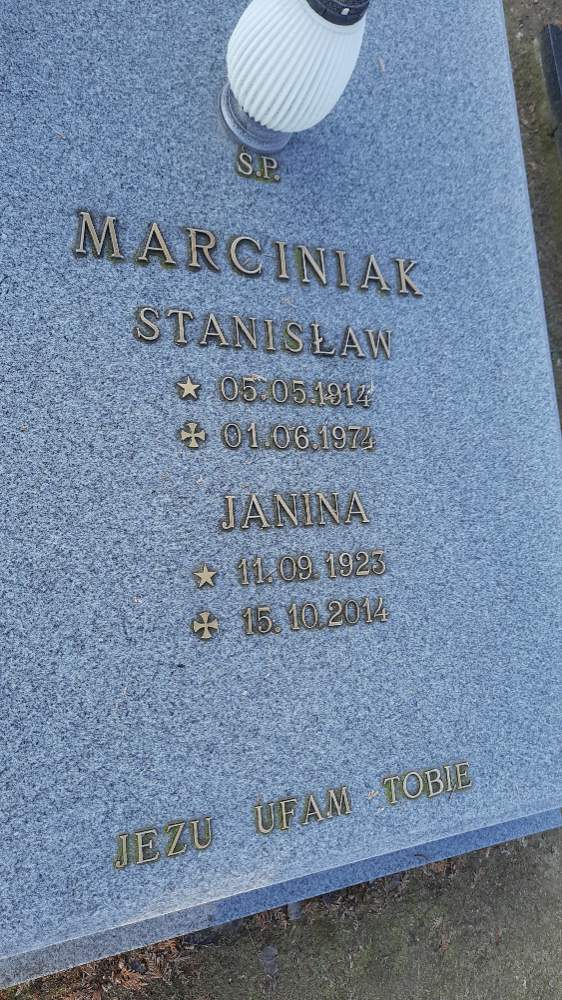 S.P.
MARCINIAK
STANISŁAW
05.05.1914
01.06.1974
JANINA
11.09.1923
15.10.2014
JEZU UFAM TOBIE